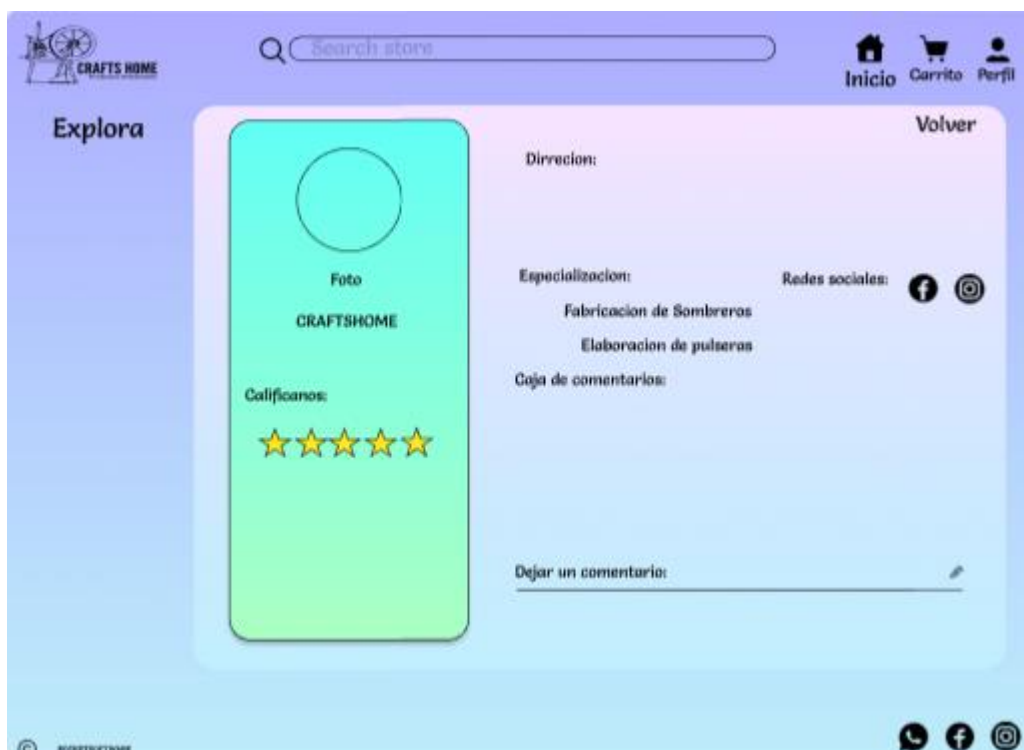 CRAFTS HOME
Search store
Inicio
Carrito
Perfil
Explora
Volver
Dirrecion:
Foto
CRAFTSHOME
Especializacion:
Redes sociales:
Fabricacion de Sombreros
Elaboracion de pulseras
Caja de comentarios:
Calificanos:
Dejar un comentario:
©